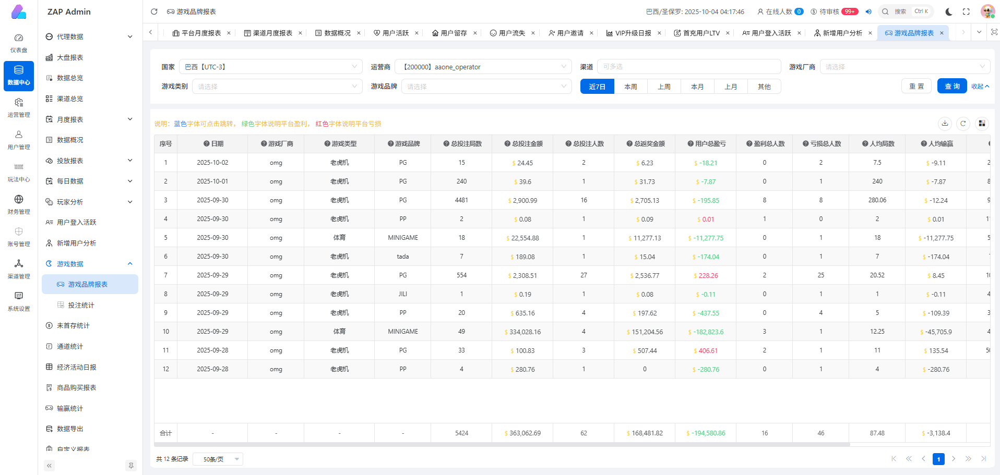 ZAP Admin
游戏品牌报表
巴西/圣保罗: 2025-10-04 04:17:46
在线人数 0
待审核 99+
搜索 Ctrl K
仪表盘
数据中心
运营管理
用户管理
玩法中心
财务管理
账号管理
渠道管理
系统设置
代理数据
大盘报表
数据总览
渠道总览
月度报表
数据概况
投放报表
每日数据
玩家分析
用户登入活跃
新增用户分析
游戏数据
游戏品牌报表
投注统计
未首存统计
通道统计
经济活动日报
商品购买报表
输赢统计
数据导出
自定义报表
平台月度报表 × 渠道月度报表 × 数据概况 × 用户活跃 × 用户留存 × 用户流失 × 用户邀请 × VIP升级日报 × 首充用户LTV × 用户登入活跃 × 新增用户分析 × 游戏品牌报表 ×
国家 巴西【UTC-3】 运营商 【200000】aaone_operator 渠道 可多选 游戏厂商 请选择
游戏类别 请选择 游戏品牌 请选择 近7日 本周 上周 本月 上月 其他 重 置 查 询 收起
说明：蓝色字体可点击跳转， 绿色字体说明平台盈利， 红色字体说明平台亏损
序号 日期 游戏厂商 游戏类型 游戏品牌 总投注局数 总投注金额 总投注人数 总返奖金额 用户总盈亏 盈利总人数 亏损总人数 人均局数 人均输赢
1 2025-10-02 omg 老虎机 PG 15 $ 24.45 2 $ 6.23 $ -18.21 0 2 7.5 $ -9.11
2 2025-10-01 omg 老虎机 PG 240 $ 39.6 1 $ 31.73 $ -7.87 0 1 240 $ -7.87
3 2025-09-30 omg 老虎机 PG 4481 $ 2,900.99 16 $ 2,705.13 $ -195.85 8 8 280.06 $ -12.24
4 2025-09-30 omg 老虎机 PP 2 $ 0.08 1 $ 0.09 $ 0.01 1 0 2 $ 0.01
5 2025-09-30 omg 体育 MINIGAME 18 $ 22,554.88 1 $ 11,277.13 $ -11,277.75 0 1 18 $ -11,277.75
6 2025-09-30 omg 老虎机 tada 7 $ 189.08 1 $ 15.04 $ -174.04 0 1 7 $ -174.04
7 2025-09-29 omg 老虎机 PG 554 $ 2,308.51 27 $ 2,536.77 $ 228.26 2 25 20.52 $ 8.45
8 2025-09-29 omg 老虎机 JILI 1 $ 0.19 1 $ 0.08 $ -0.11 0 1 1 $ -0.11
9 2025-09-29 omg 老虎机 PP 20 $ 635.16 4 $ 197.62 $ -437.55 0 4 5 $ -109.39
10 2025-09-29 omg 体育 MINIGAME 49 $ 334,028.16 4 $ 151,204.56 $ -182,823.6 3 1 12.25 $ -45,705.9
11 2025-09-28 omg 老虎机 PG 33 $ 100.83 3 $ 507.44 $ 406.61 2 1 11 $ 135.54
12 2025-09-28 omg 老虎机 PP 4 $ 280.76 1 0 $ -280.76 0 1 4 $ -280.76
合计 - - - - 5424 $ 363,062.69 62 $ 168,481.82 $ -194,580.86 16 46 87.48 $ -3,138.4
共 12 条记录 50条/页 1